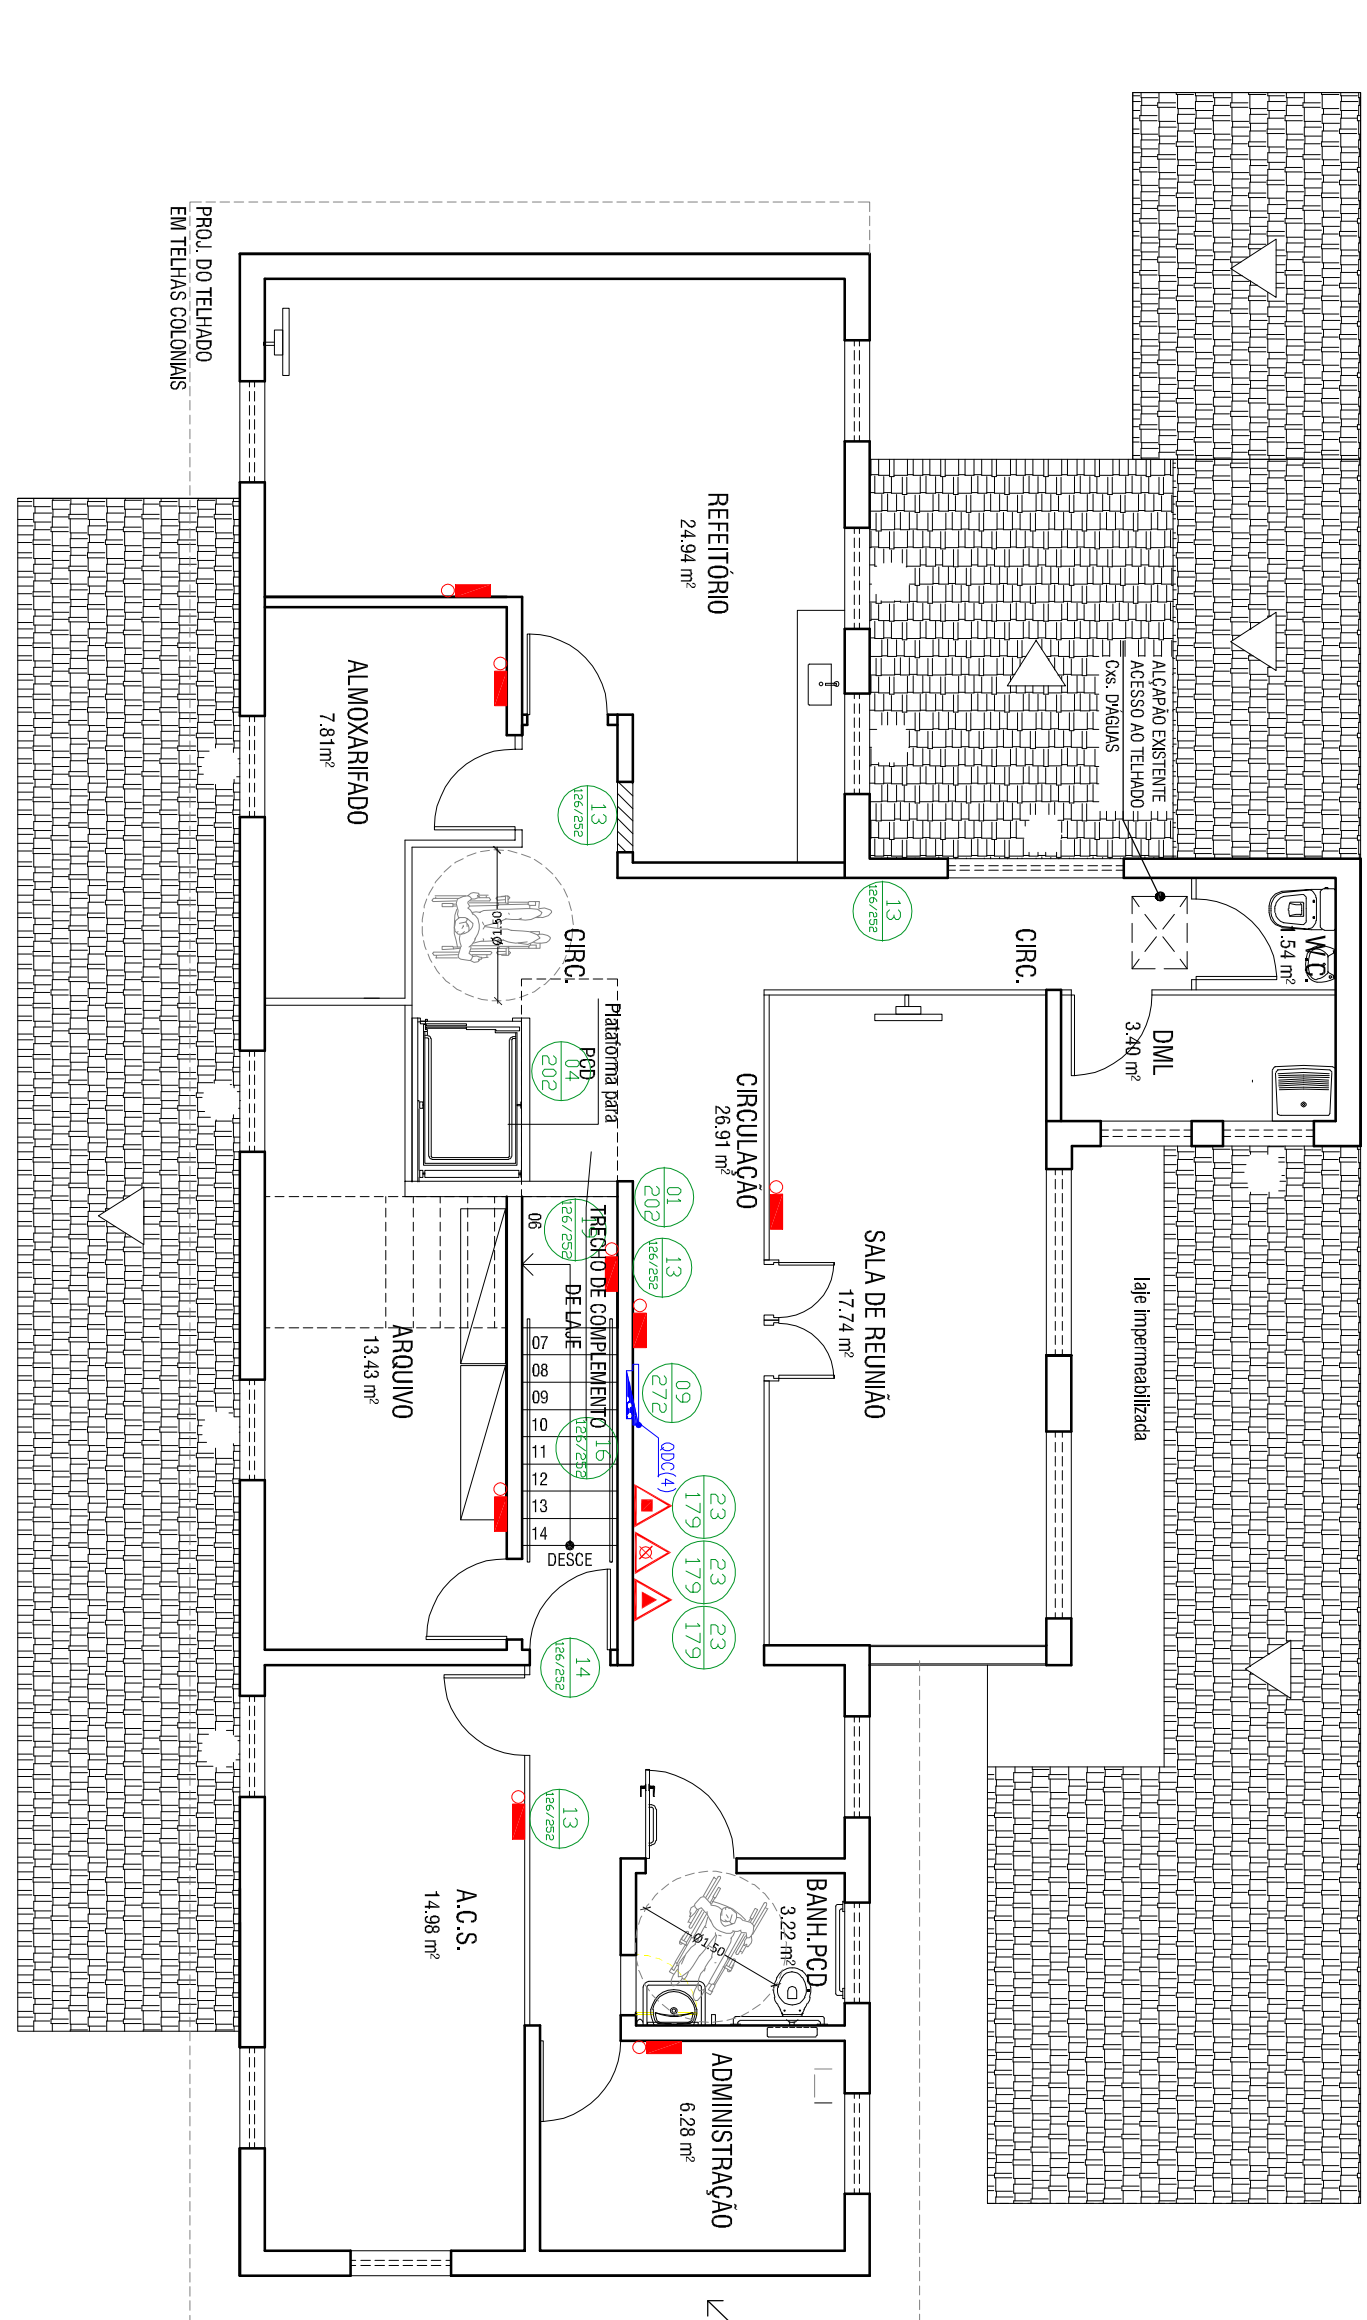 PROJ. DO TELHADO
EM TELHAS COLONIAIS
REFEITÓRIO
24.94 m²
ALÇAPÃO EXISTENTE
ACESSO AO TELHADO
Cxs. D'ÁGUAS
ALMOXARIFADO
7.81m²
13
126/252
13
126/252
W.C.
1.54 m²
CIRC.
CIRC.
Ø1.50
DML
3.40 m²
Plataforma para
PCD
04
202
CIRCULAÇÃO
26.91 m²
01
202
13
126/252
126/252
TRECHO DE COMPLEMENTO
DE LAJE
SALA DE REUNIÃO
17.74 m²
laje impermeabilizada
ARQUIVO
13.43 m²
06
07
08
09
10
11
12
13
14
DESCE
09
272
QDC(4)
16
126/252
23
179
23
179
23
179
14
126/252
13
126/252
A.C.S.
14.98 m²
BANH.PCD
3.22 m²
Ø1.50
ADMINISTRAÇÃO
6.28 m²